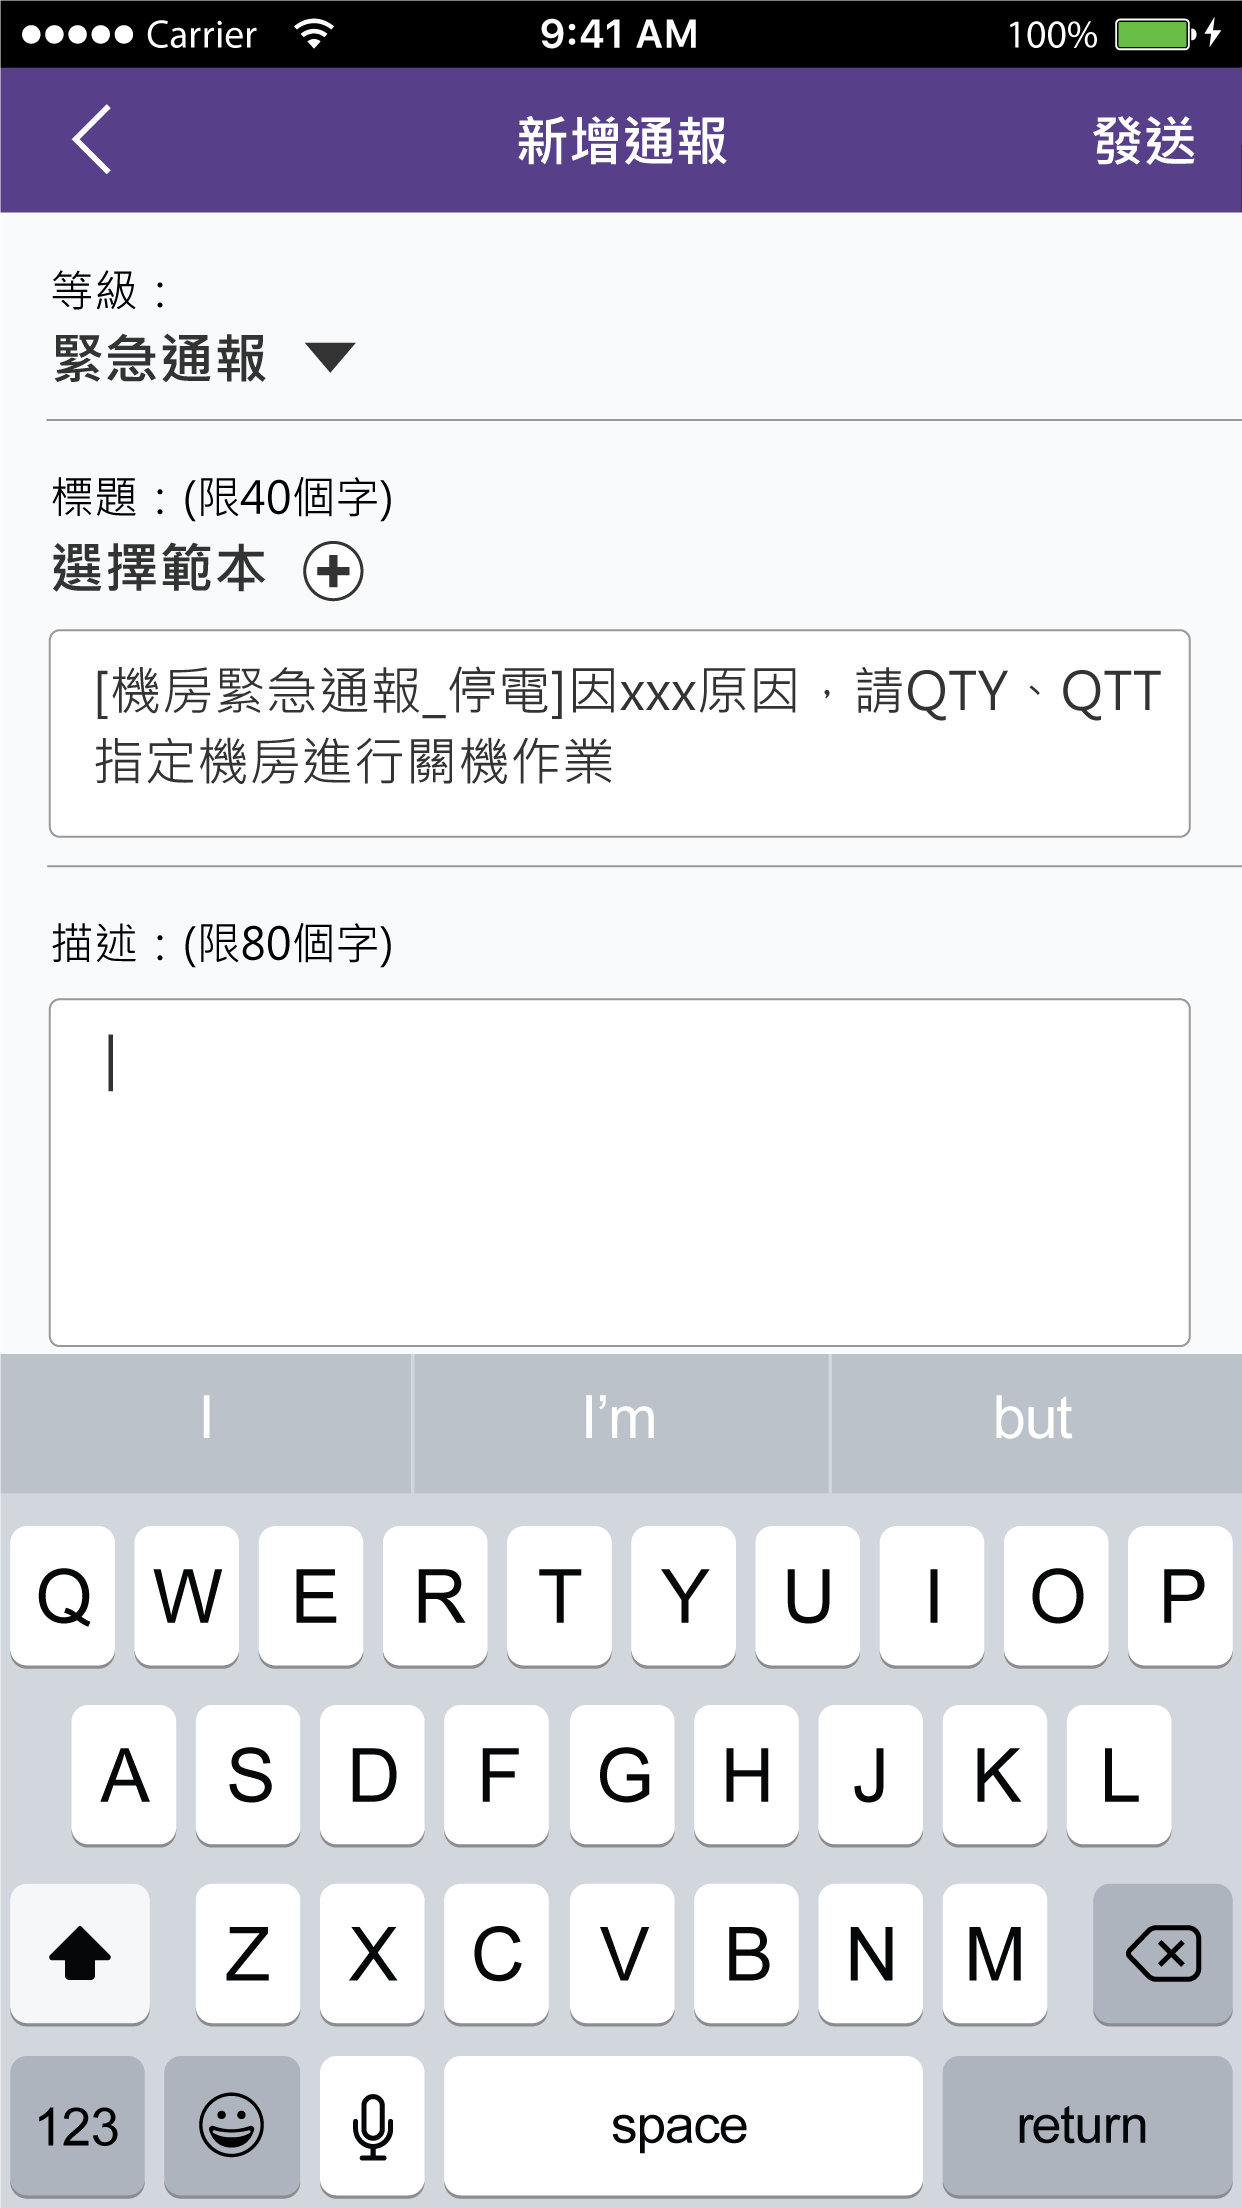 Carrier 9:41 AM 100%
新增通報 發送
等級：
緊急通報
標題：(限40個字)
選擇範本
[機房緊急通報_停電]因xxx原因，請QTY、QTT
指定機房進行關機作業
描述：(限80個字)
I I’m but
Q W E R T Y U I O P
A S D F G H J K L
Z X C V B N M
123 space return